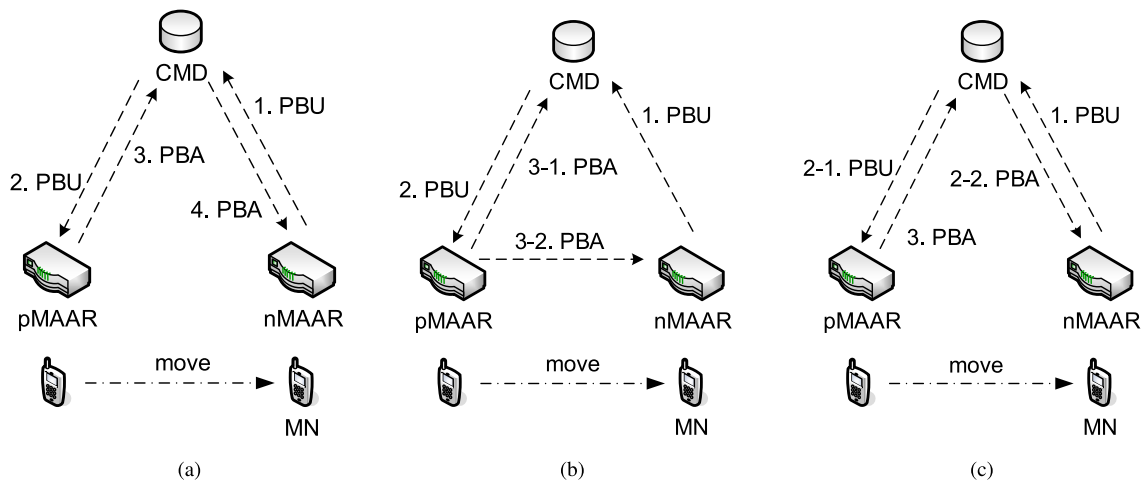 CMD
1. PBU
3. PBA
2. PBU
4. PBA
pMAAR
nMAAR
move
MN
(a)
CMD
1. PBU
3-1. PBA
2. PBU
3-2. PBA
pMAAR
nMAAR
move
MN
(b)
CMD
1. PBU
2-1. PBU
2-2. PBA
3. PBA
pMAAR
nMAAR
move
MN
(c)